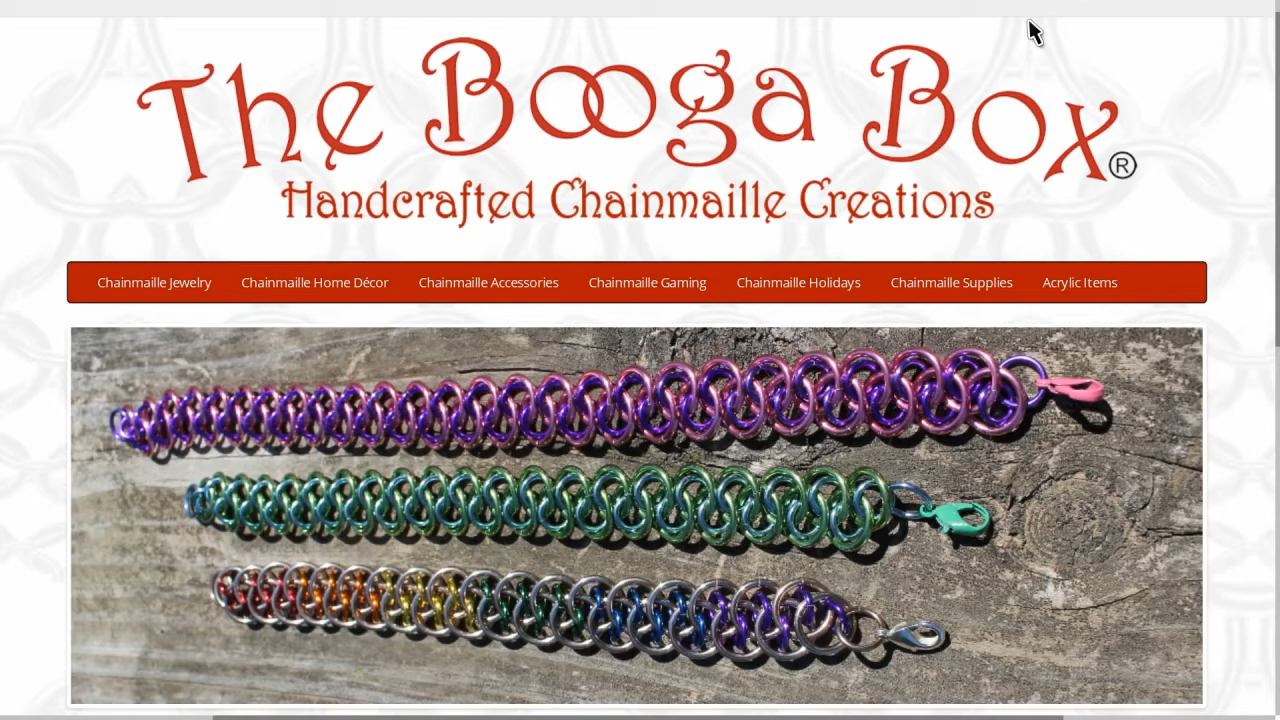 The Booga Box®
Handcrafted Chainmaille Creations
Chainmaille Jewelry Chainmaille Home Décor Chainmaille Accessories Chainmaille Gaming Chainmaille Holidays Chainmaille Supplies Acrylic Items